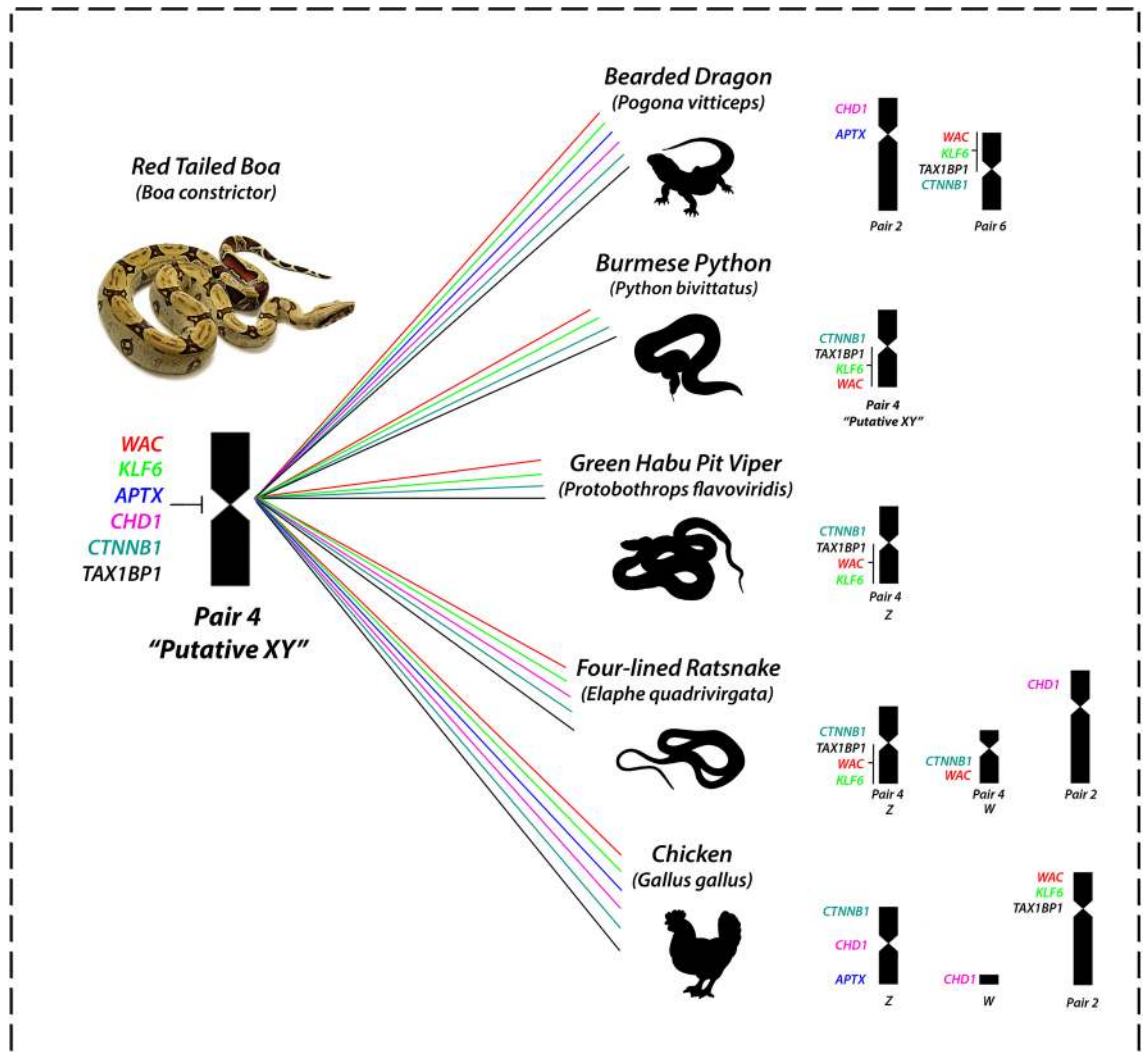 Red Tailed Boa
(Boa constrictor)
WAC
KLF6
APTX
CHD1
CTNNB1
TAX1BP1
Pair 4
“Putative XY”
Bearded Dragon
(Pogona vitticeps)
CHD1
APTX
Pair 2
WAC
KLF6
TAX1BP1
CTNNB1
Pair 6
Burmese Python
(Python bivittatus)
CTNNB1
TAX1BP1
KLF6
WAC
Pair 4
“Putative XY”
Green Habu Pit Viper
(Protobothrops flavoviridis)
CTNNB1
TAX1BP1
WAC
KLF6
Pair 4
Z
Four-lined Ratsnake
(Elaphe quadrivirgata)
CTNNB1
TAX1BP1
WAC
KLF6
Pair 4
Z
CTNNB1
WAC
Pair 4
W
CHD1
Pair 2
Chicken
(Gallus gallus)
CTNNB1
CHD1
APTX
Z
CHD1
W
WAC
KLF6
TAX1BP1
Pair 2